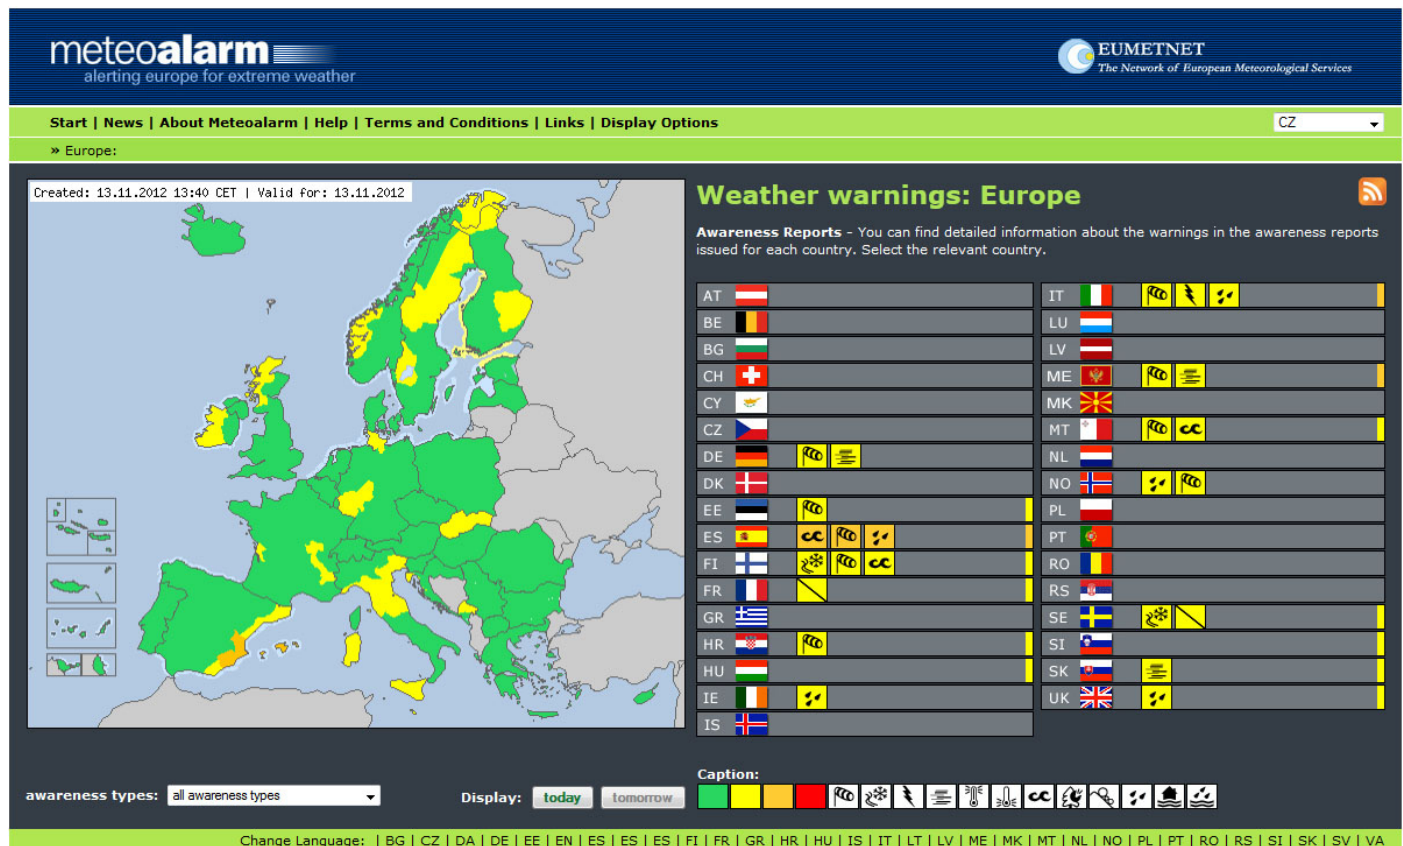 meteoalarm
alerting europe for extreme weather
EUMETNET
The Network of European Meteorological Services
Start | News | About Meteoalarm | Help | Terms and Conditions | Links | Display Options
CZ
» Europe:
Created: 13.11.2012 13:40 CET | Valid for: 13.11.2012
Weather warnings: Europe
Awareness Reports - You can find detailed information about the warnings in the awareness reports
issued for each country. Select the relevant country.
AT
BE
BG
CH
CY
CZ
DE
DK
EE
ES
FI
FR
GR
HR
HU
IE
IS
IT
LU
LV
ME
MK
MT
NL
NO
PL
PT
RO
RS
SE
SI
SK
UK
Caption:
awareness types: all awareness types
Display: today tomorrow
Change Language: | BG | CZ | DA | DE | EE | EN | ES | ES | ES | FI | FR | GR | HR | HU | IS | IT | LT | LV | ME | MK | MT | NL | NO | PL | PT | RO | RS | SI | SK | SV | VA